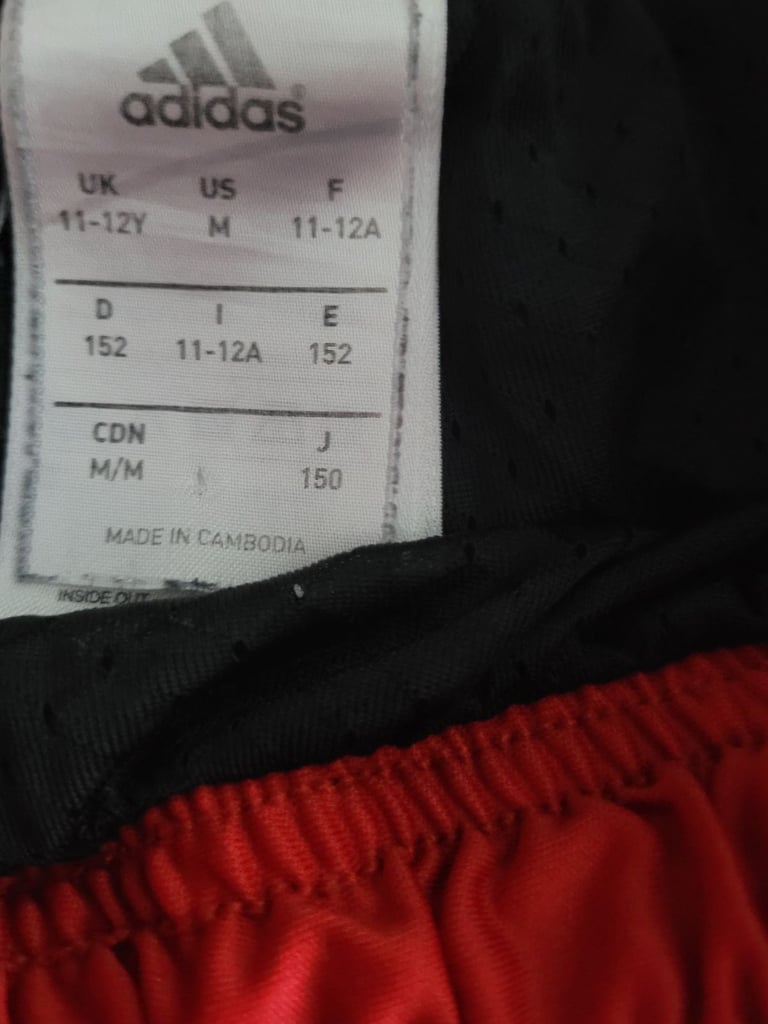 adidas®
UK US F
11-12Y M 11-12A
D I E
152 11-12A 152
CDN J
M/M 150
MADE IN CAMBODIA
INSIDE OUT